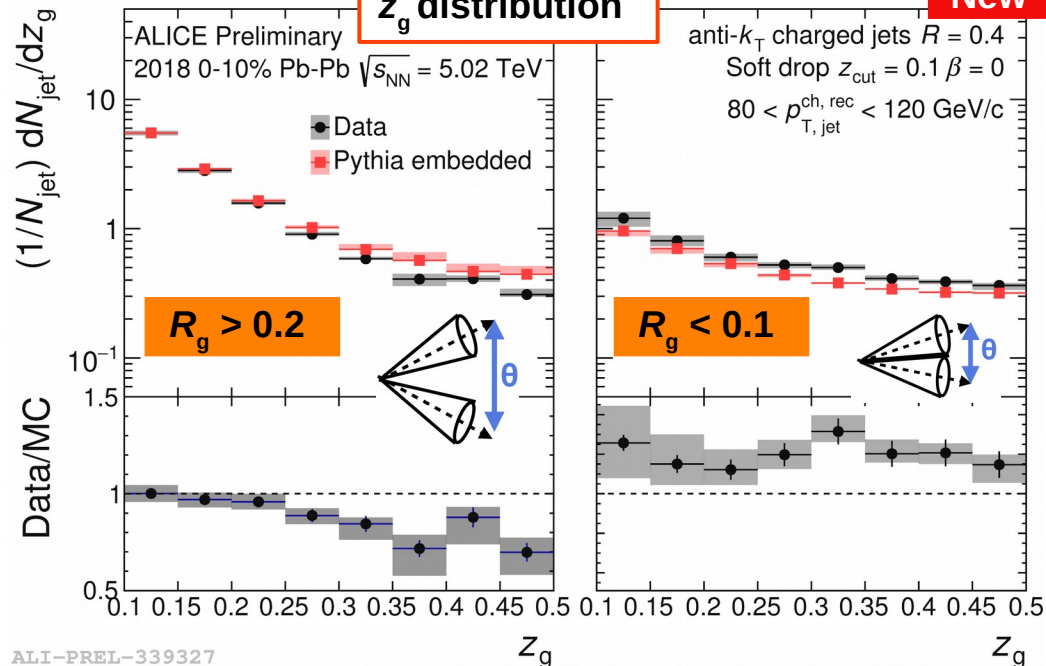 z_g distribution
New
ALICE Preliminary
2018 0-10% Pb-Pb √s_NN = 5.02 TeV
Data
Pythia embedded
(1/N_jet) dN_jet/dz_g
10
1
10⁻¹
R_g > 0.2
θ
anti-k_T charged jets R = 0.4
Soft drop z_cut = 0.1 β = 0
80 < p_T, jet^ch, rec < 120 GeV/c
R_g < 0.1
θ
Data/MC
1.5
1
0.5
0.1 0.15 0.2 0.25 0.3 0.35 0.4 0.45 0.5
z_g
0.1 0.15 0.2 0.25 0.3 0.35 0.4 0.45 0.5
z_g
ALI-PREL-339327